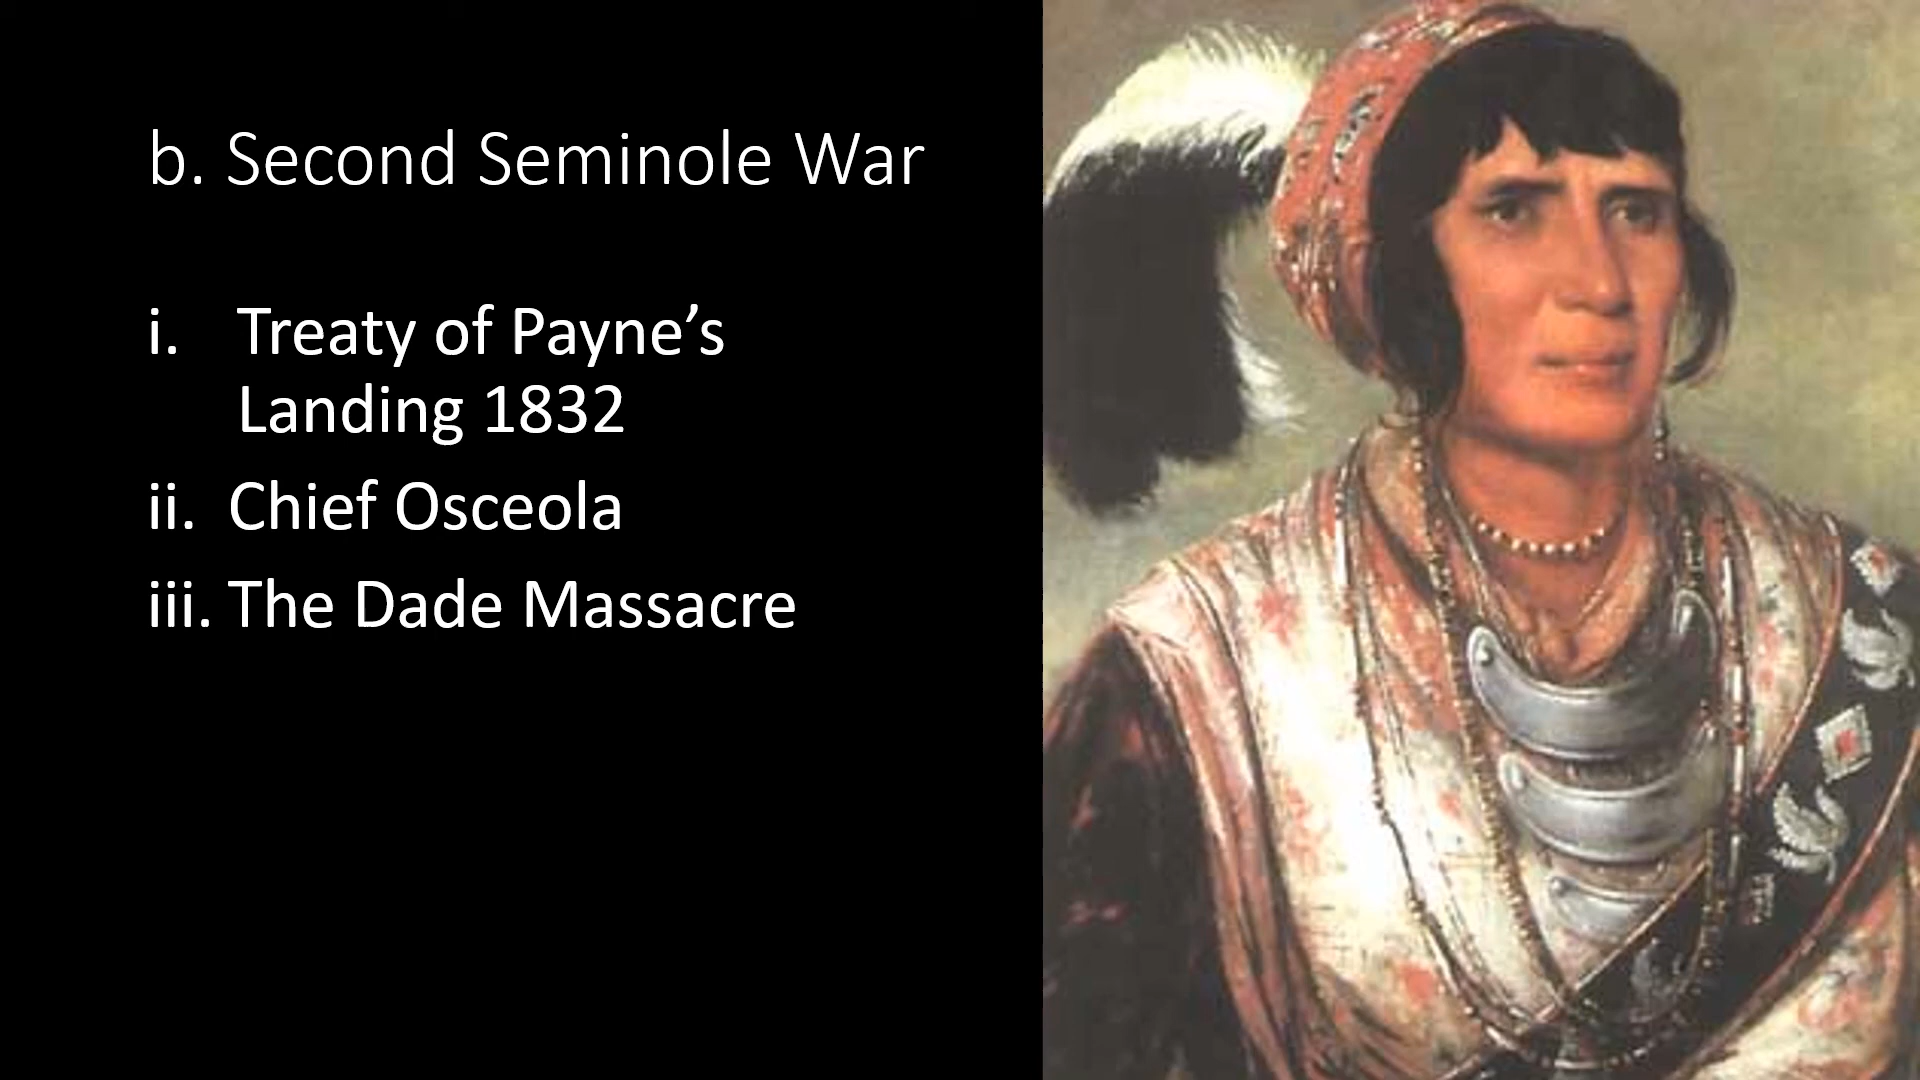 b. Second Seminole War
i. Treaty of Payne’s
Landing 1832
ii. Chief Osceola
iii. The Dade Massacre